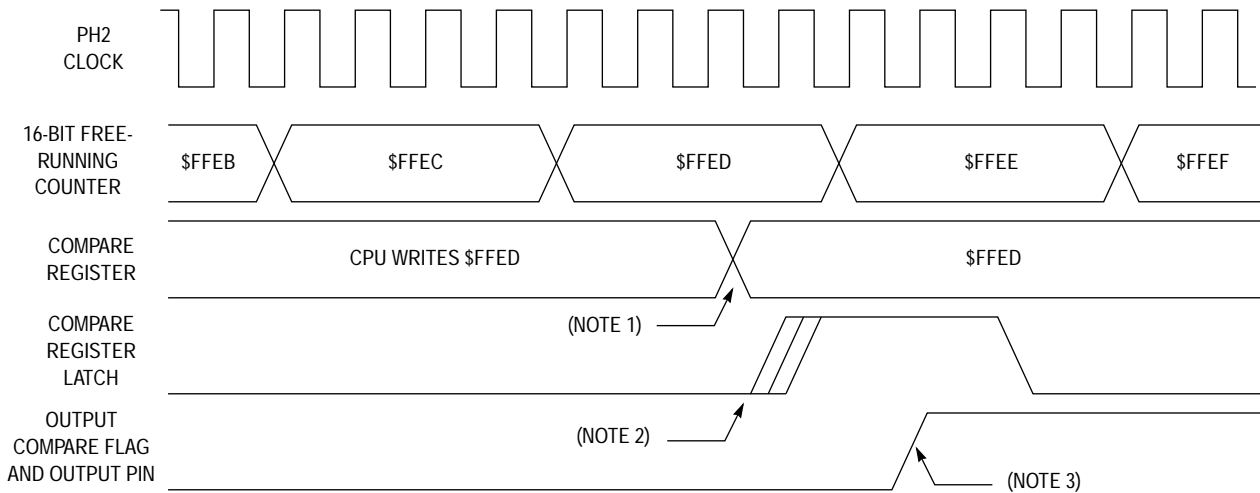 PH2
CLOCK
16-BIT FREE-
RUNNING
COUNTER
$FFEB
$FFEC
$FFED
$FFEE
$FFEF
COMPARE
REGISTER
CPU WRITES $FFED
$FFED
(NOTE 1)
COMPARE
REGISTER
LATCH
(NOTE 2)
OUTPUT
COMPARE FLAG
AND OUTPUT PIN
(NOTE 3)